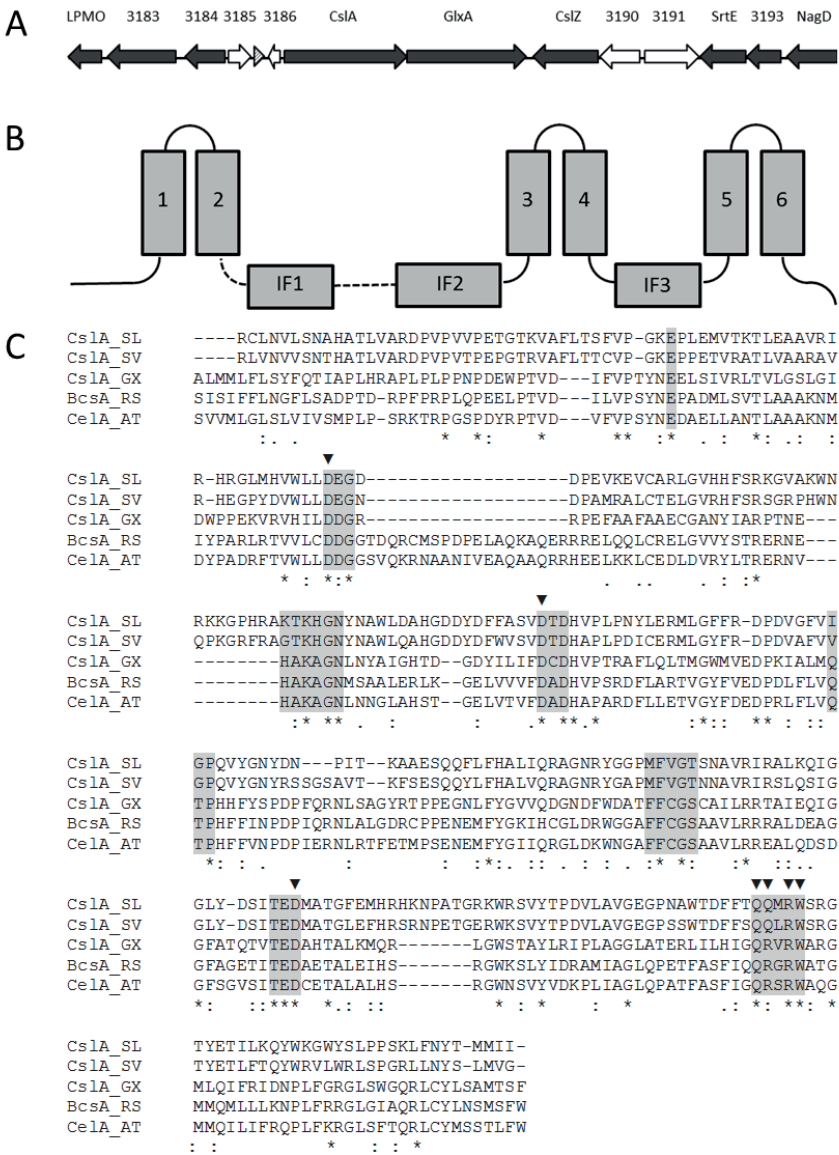 A
LPMO 3183 3184 3185 3186 CslA GlxA CslZ 3190 3191 SrtE 3193 NagD
B
1 2 IF1 IF2 3 4 IF3 5 6
C
CslA_SL ----RCLNVLSNAHATLVARDPVPVVPETGTKVAFLTSFVP-GKEPLEMVTKTLEAAVRI
CslA_SV ----RLVNVVSNTHATLVARDPVPVTPEPGTRVAFLTTCVP-GKEPPETVRATLVAARAV
CslA_GX ALMMLFLSYFQTIAPLHRAPLPLPPNPDEWPTVD---IFVPTYNEELSIVRLTVLGSLGI
BcsA_RS SISIFFLNGFLSADPTD-RPFPRPLQPEELPTVD---ILVPSYNEPADMLSVTLAAAKNM
CelA_AT SVVMLGLSLVIVSMPLP-SRKTRPGSPDYRPTVD---VFVPSYNEDAELLANTLAAAKNM
:. . * *: * ** :* . : * . . : :
▼
CslA_SL R-HRGLMHVWLLDEGD-------------------DPEVKEVCARLGVHHFSRKGVAKWN
CslA_SV R-HEGPYDVWLLDEGN-------------------DPAMRALCTELGVRHFSRSGRPHWN
CslA_GX DWPPEKVRVHILDDGR-------------------RPEFAAFAAECGANYIARPTNE---
BcsA_RS IYPARLRTVVLCDDGGTDQRCMSPDPELAQKAQERRRELQQLCRELGVVYSTRERNE---
CelA_AT DYPADRFTVWLLDDGGSVQKRNAANIVEAQAAQRRHEELKKLCEDLDVRYLTRERNV---
* : *:* . . . : :*
▼
CslA_SL RKKGPHRAKTKHGNYNAWLDAHGDDYDFFASVDTDHVPLPNYLERMLGFFR-DPDVGFVI
CslA_SV QPKGRFRAGTKHGNYNAWLQAHGDDYDFWVSVDTDHAPLPDICERMLGYFR-DPDVAFVV
CslA_GX --------HAKAGNLNYAIGHTD--GDYILIFDCDHVPTRAFLQLTMGWMVEDPKIALMQ
BcsA_RS --------HAKAGNMSAALERLK--GELVVVFDADHVPSRDFLARTVGYFVEDPDLFLVQ
CelA_AT --------HAKAGNLNNGLAHST--GELVTVFDADHAPARDFLLETVGYFDEDPRLFLVQ
:* ** . : : . * **.* :*:: ** : ::
CslA_SL GPQVYGNYDN---PIT-KAAESQQFLFHALIQRAGNRYGGPMFVGTSNAVRIRALKQIG
CslA_SV GPQVYGNYRSSGSAVT-KFSESQQYLFHALVQRAGNRYGAPMFVGTNNAVRIRSLSQIG
CslA_GX TPHHFYSPDPFQRNLSAGYRTPPEGNLFYGVVQDGNDFWDATFFCGSCAILRRTAIEQIG
BcsA_RS TPHFFINPDPIQRNLALGDRCPPENEMFYGKIHCGLDRWGGAFFCGSAAVLRRRALDEAG
CelA_AT TPHFFVNPDPIERNLRTFETMPSENEMFYGIIQRGLDKWNGAFFCGSAAVLRREALQDSD
*: : . : :*: :: . : : :* *: :* ::..
▼ ▼▼ ▼▼
CslA_SL GLY-DSITEDMATGFEMHRHKNPATGRKWRSVYTPDVLAVGEGPNAWTDFFTQQMRWSRG
CslA_SV GLY-DSITEDMATGLEFHRSRNPETGERWRSVYTPDVLAVGEGPSSWTDFFSQQLRWSRG
CslA_GX GFATQTVTEDAHTALKMQR-------LGWSTAYLRIPLAGGLATERLILHIGQRVRWARG
BcsA_RS GFAGETITEDAETALEIHS-------RGWKSLYIDRAMIAGLQPETFASFIQQRGRWATG
CelA_AT GFSGVSITEDCETALALHS-------RGWNSVYVDKPLIAGLQPATFASFIGQRSRWAQG
*: ::*** *.: :: * : * : * : *: **: *
CslA_SL TYETILKQYWKGWYSLPPSKLFNYT-MMII-
CslA_SV TYETLFTQYWRVLWRLSPGRLLNYS-LMVG-
CslA_GX MLQIFRIDNPLFGRGLSWGQRLCYLSAMTSF
BcsA_RS MMQMLLLKNPLFRRGLGIAQRLCYLNSMSFW
CelA_AT MMQILIFRQPLFKRGLSFTQRLCYMSSTLFW
: : * : : *